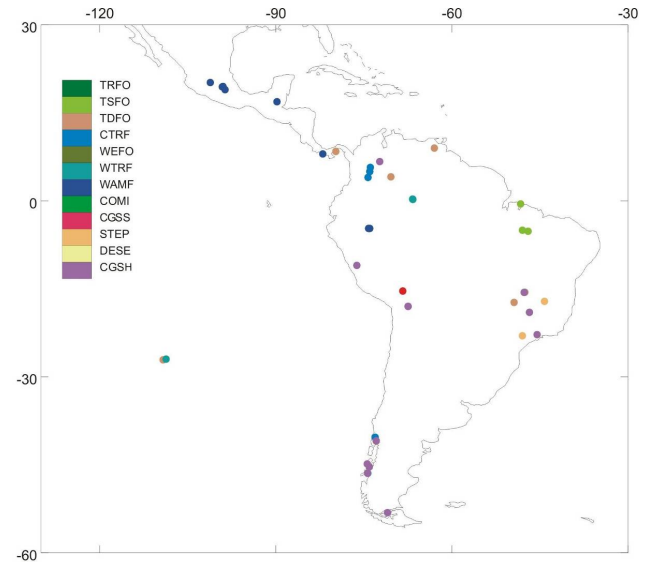 -120 -90 -60 -30
30
TRFO
TSFO
TDFO
CTRF
WEFO
WTRF
WAMF
COMI
CGSS
STEP
DESE
CGSH
0
-30
-60